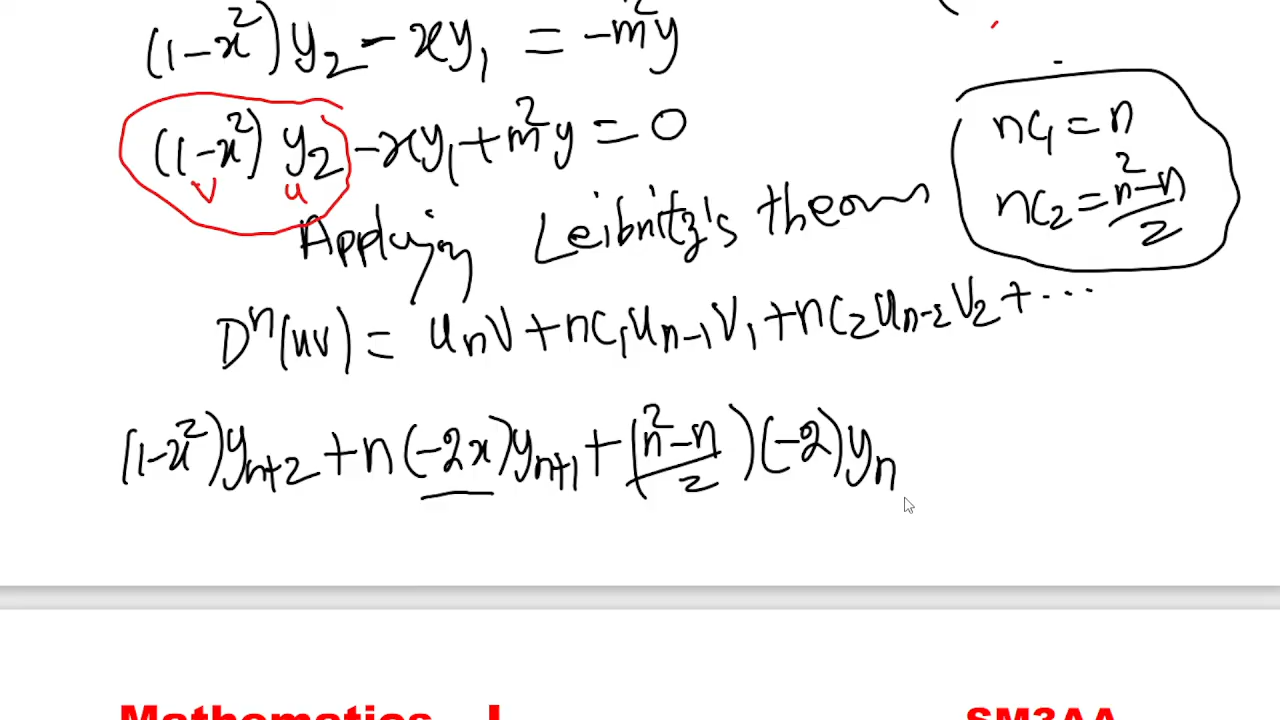 (1-x²) y₂ - xy₁ = -m²y
(1-x²) y₂ - xy₁ + m²y = 0
v u
nc₁ = n
nc₂ = (n²-n)/2
Applying Leibnitz's theorem
Dⁿ(uv) = uₙv + nc₁uₙ₋₁v₁ + nc₂uₙ₋₂v₂ + ...
(1-x²)yₙ₊₂ + n(-2x)yₙ₊₁ + ((n²-n)/2)(-2)yₙ
Mathematics - I SM3AA